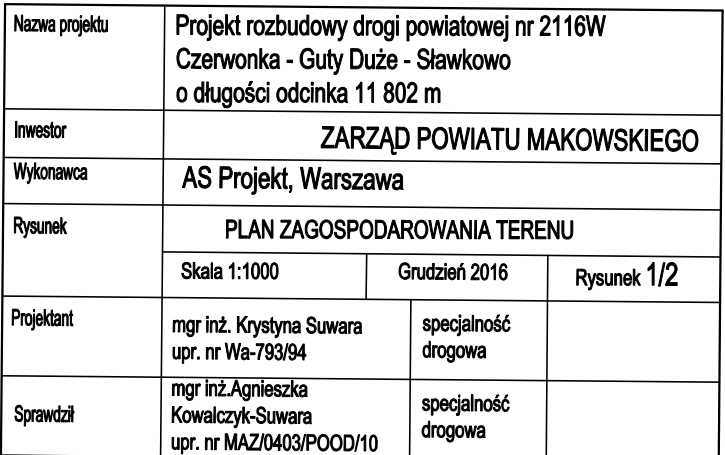 Nazwa projektu
Projekt rozbudowy drogi powiatowej nr 2116W
Czerwonka - Guty Duże - Sławkowo
o długości odcinka 11 802 m
Inwestor
ZARZĄD POWIATU MAKOWSKIEGO
Wykonawca
AS Projekt, Warszawa
Rysunek
PLAN ZAGOSPODAROWANIA TERENU
Skala 1:1000
Grudzień 2016
Rysunek 1/2
Projektant
mgr inż. Krystyna Suwara
upr. nr Wa-793/94
specjalność
drogowa
Sprawdził
mgr inż.Agnieszka
Kowalczyk-Suwara
upr. nr MAZ/0403/POOD/10
specjalność
drogowa